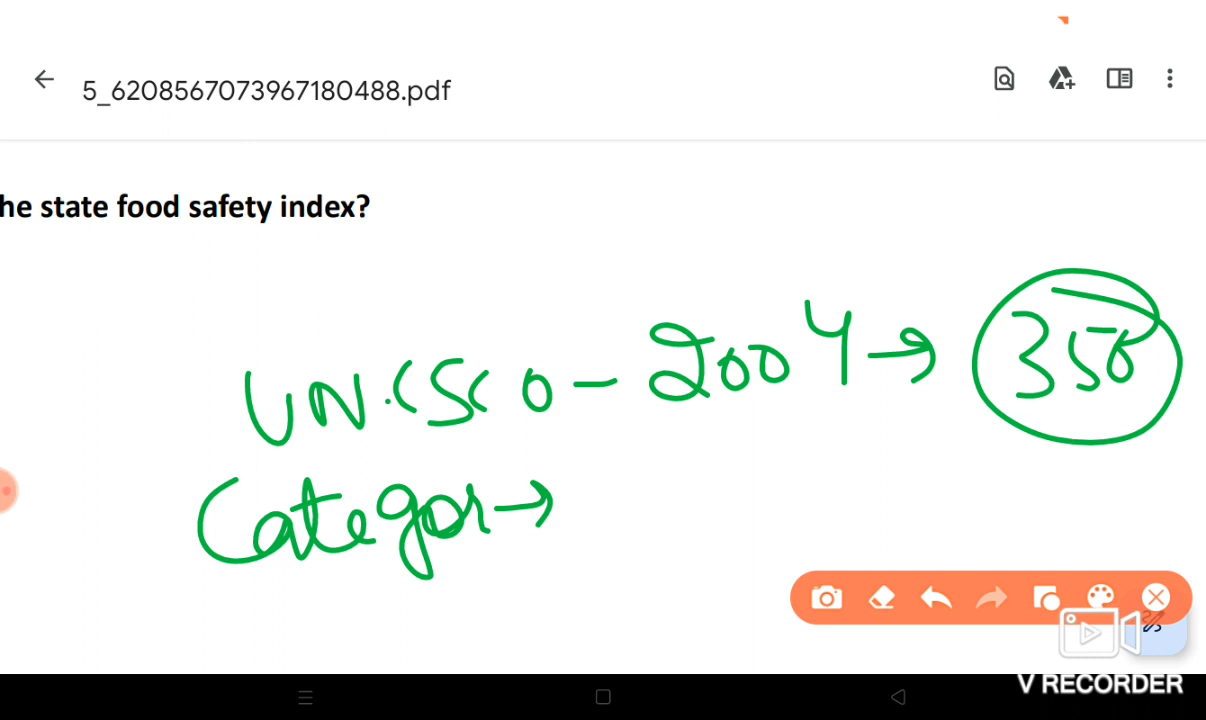 5_6208567073967180488.pdf
he state food safety index?
UNESCO - 2004 → 350
Categor →
V RECORDER